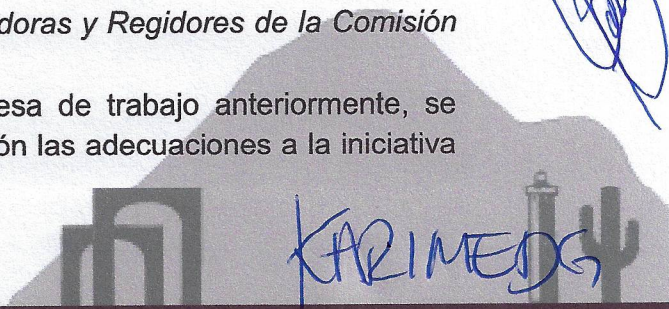 doras y Regidores de la Comisión
esa de trabajo anteriormente, se
ón las adecuaciones a la iniciativa
KARIMEDG